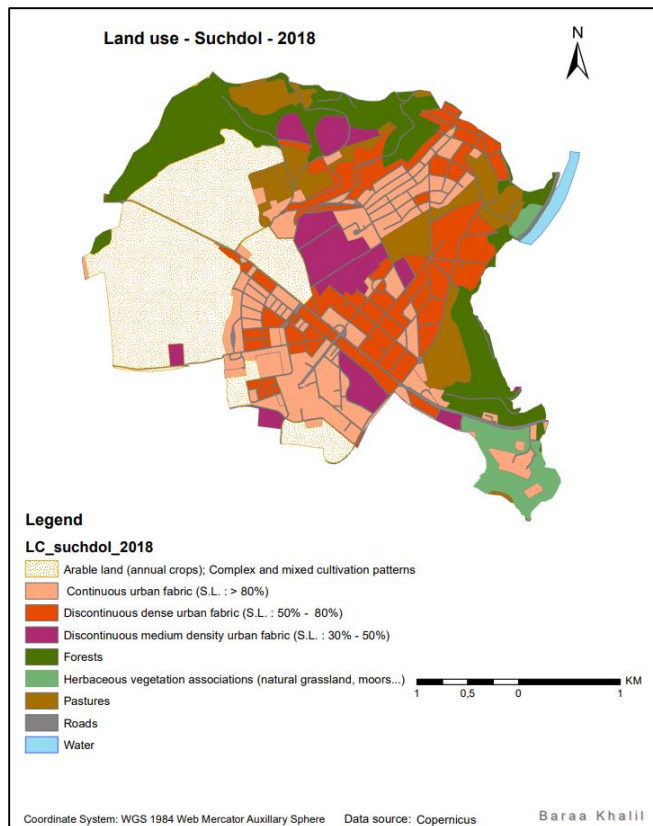 Land use - Suchdol - 2018
N
Legend
LC_suchdol_2018
Arable land (annual crops); Complex and mixed cultivation patterns
Continuous urban fabric (S.L. : > 80%)
Discontinuous dense urban fabric (S.L. : 50% - 80%)
Discontinuous medium density urban fabric (S.L. : 30% - 50%)
Forests
Herbaceous vegetation associations (natural grassland, moors...)
Pastures
Roads
Water
KM
1 0,5 0 1
Coordinate System: WGS 1984 Web Mercator Auxillary Sphere Data source: Copernicus Baraa Khalil